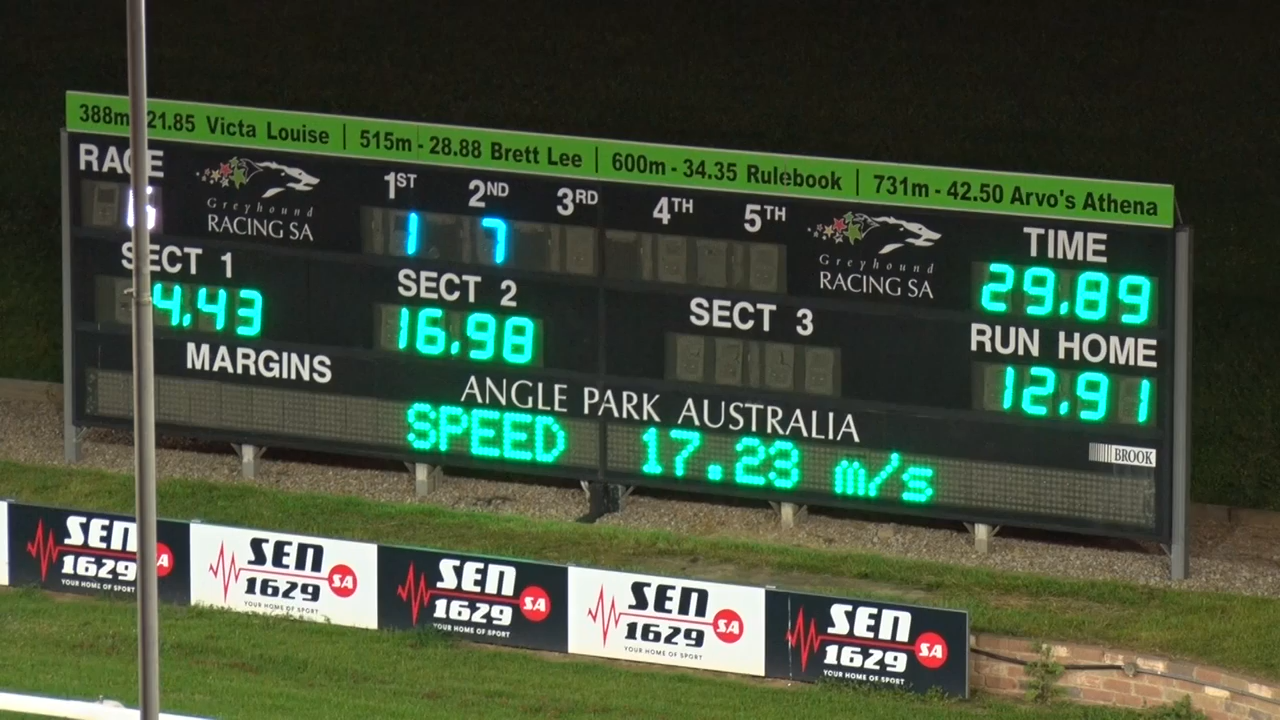 388m 21.85 Victa Louise | 515m - 28.88 Brett Lee | 600m - 34.35 Rulebook | 731m - 42.50 Arvo's Athena
RACE
Greyhound
RACING SA
1ST 2ND 3RD 4TH 5TH
1 7
Greyhound
RACING SA
TIME
29.89
SECT 1
4.43
SECT 2
16.98
SECT 3
RUN HOME
12.91
MARGINS
ANGLE PARK AUSTRALIA
SPEED 17.23 m/s
BROOK
SEN
1629
YOUR HOME OF SPORT
SEN
1629 SA
YOUR HOME OF SPORT
SEN
1629 SA
YOUR HOME OF SPORT
SEN
1629 SA
YOUR HOME OF SPORT
SEN
1629 SA
YOUR HOME OF SPORT